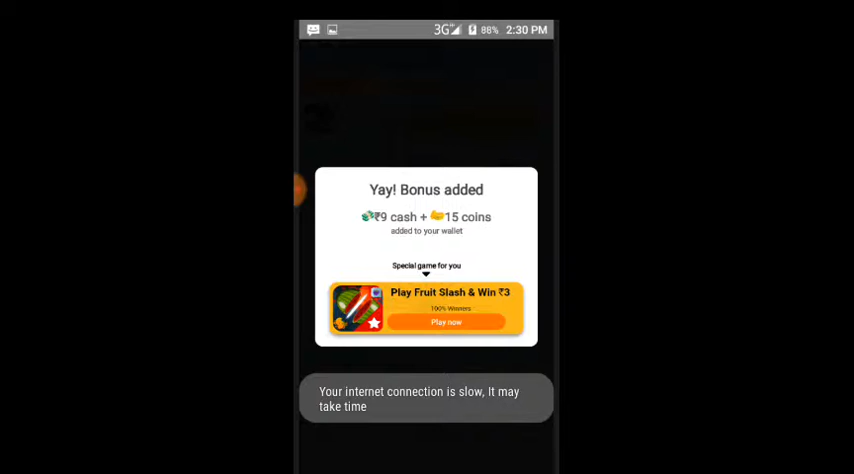 3G 88% 2:30 PM
Yay! Bonus added
₹9 cash + 15 coins
added to your wallet
Special game for you
Play Fruit Slash & Win ₹3
100% Winners
Play now
Your internet connection is slow, It may
take time